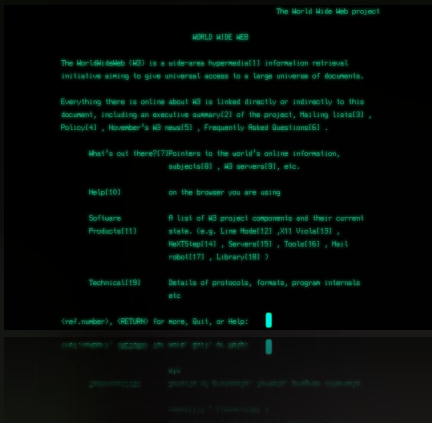 The World Wide Web project
WORLD WIDE WEB
The WorldWideWeb (W3) is a wide-area hypermedia[1] information retrieval
initiative aiming to give universal access to a large universe of documents.
Everything there is online about W3 is linked directly or indirectly to this
document, including an executive summary[2] of the project, Mailing lists[3] ,
Policy[4] , November's W3 news[5] , Frequently Asked Questions[6] .
What's out there?[7]Pointers to the world's online information,
subjects[8] , W3 servers[9], etc.
Help[10] on the browser you are using
Software A list of W3 project components and their current
Products[11] state. (e.g. Line Mode[12] ,X11 Viola[13] ,
NeXTStep[14] , Servers[15] , Tools[16] , Mail
robot[17] , Library[18] )
Technical[19] Details of protocols, formats, program internals
etc
<ref.number>, <RETURN> for more, Quit, or Help: